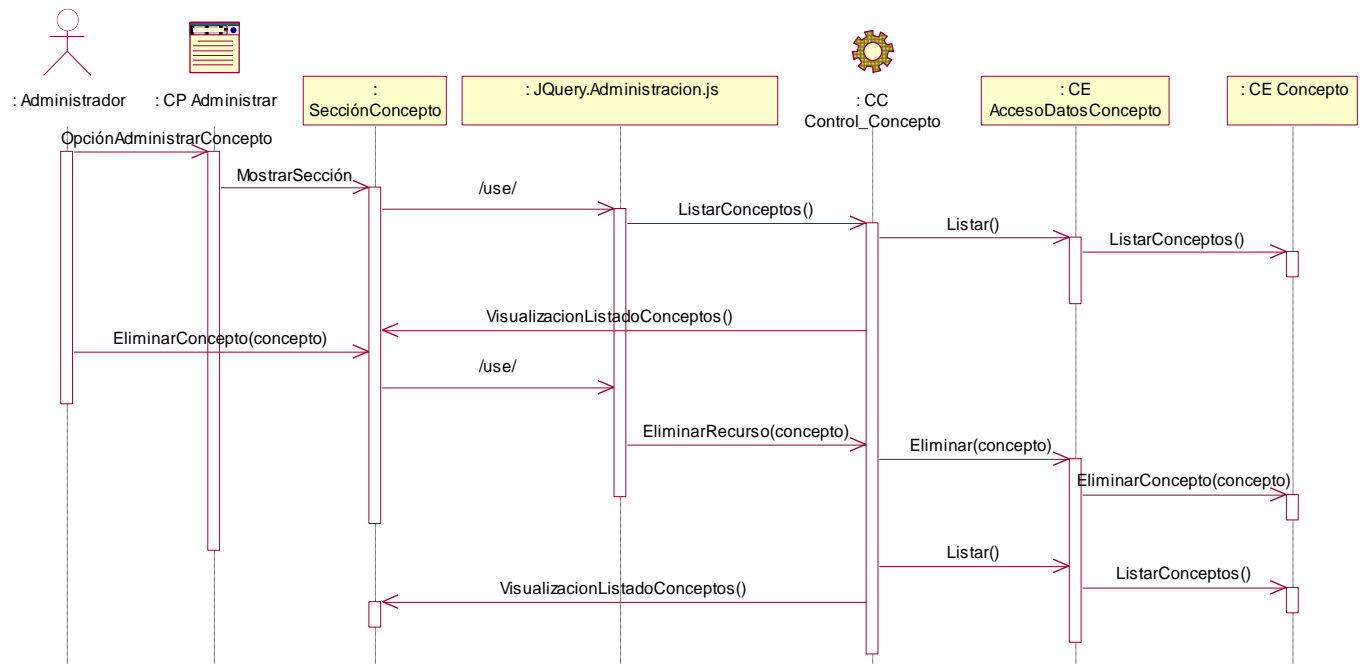 : Administrador
: CP Administrar
:
SecciónConcepto
: JQuery.Administracion.js
: CC
Control_Concepto
: CE
AccesoDatosConcepto
: CE Concepto
OpciónAdministrarConcepto
MostrarSección
/use/
ListarConceptos()
Listar()
ListarConceptos()
VisualizacionListadoConceptos()
EliminarConcepto(concepto)
/use/
EliminarRecurso(concepto)
Eliminar(concepto)
EliminarConcepto(concepto)
Listar()
ListarConceptos()
VisualizacionListadoConceptos()